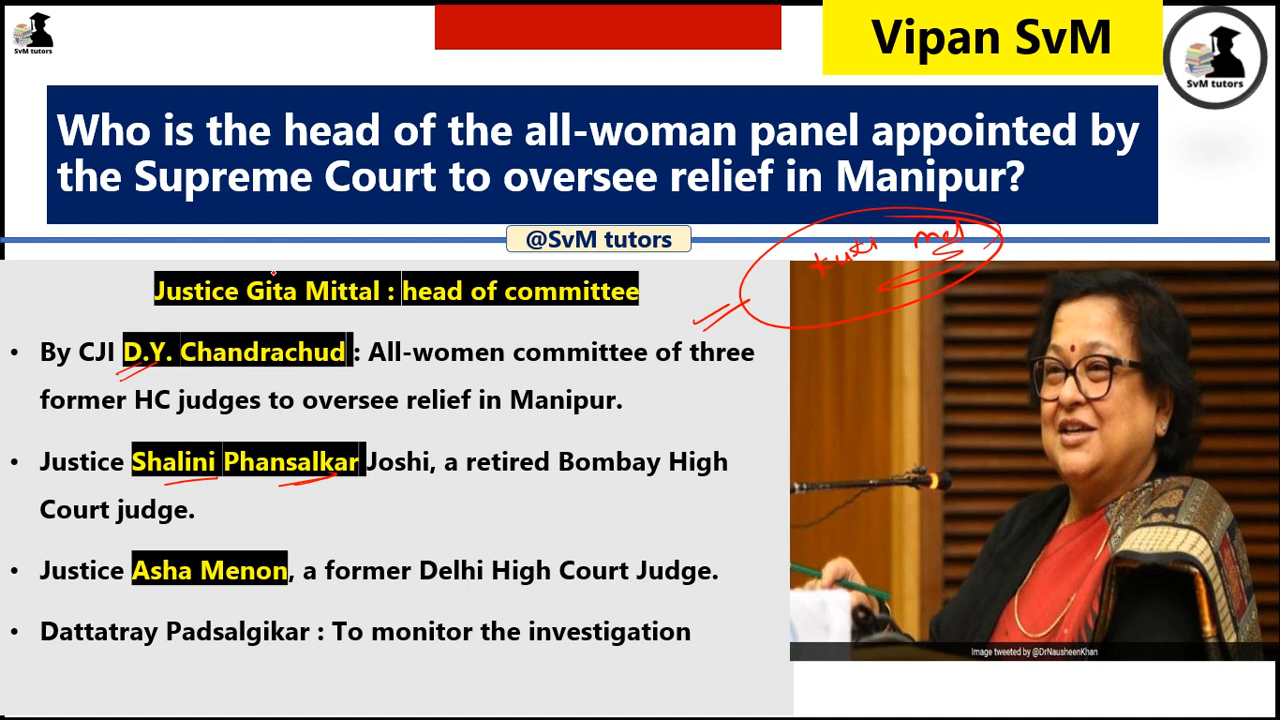 SvM tutors
Vipan SvM
SvM tutors
Who is the head of the all-woman panel appointed by
the Supreme Court to oversee relief in Manipur?
@SvM tutors
Justice Gita Mittal : head of committee
• By CJI D.Y. Chandrachud : All-women committee of three
former HC judges to oversee relief in Manipur.
• Justice Shalini Phansalkar Joshi, a retired Bombay High
Court judge.
• Justice Asha Menon, a former Delhi High Court Judge.
• Dattatray Padsalgikar : To monitor the investigation
Image tweeted by @DrNausheenKhan